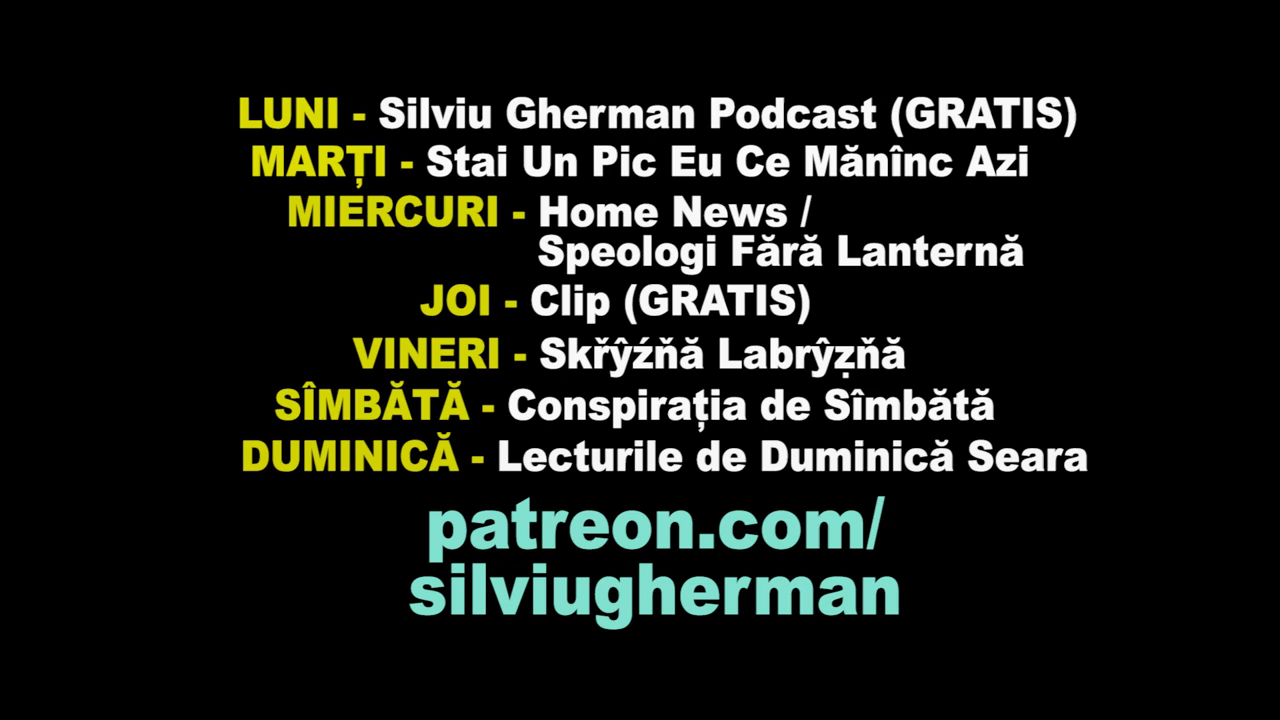 LUNI - Silviu Gherman Podcast (GRATIS)
MARȚI - Stai Un Pic Eu Ce Mănînc Azi
MIERCURI - Home News /
Speologi Fără Lanternă
JOI - Clip (GRATIS)
VINERI - Skřŷźňă Labrŷẓňă
SÎMBĂTĂ - Conspirația de Sîmbătă
DUMINICĂ - Lecturile de Duminică Seara
patreon.com/
silviugherman